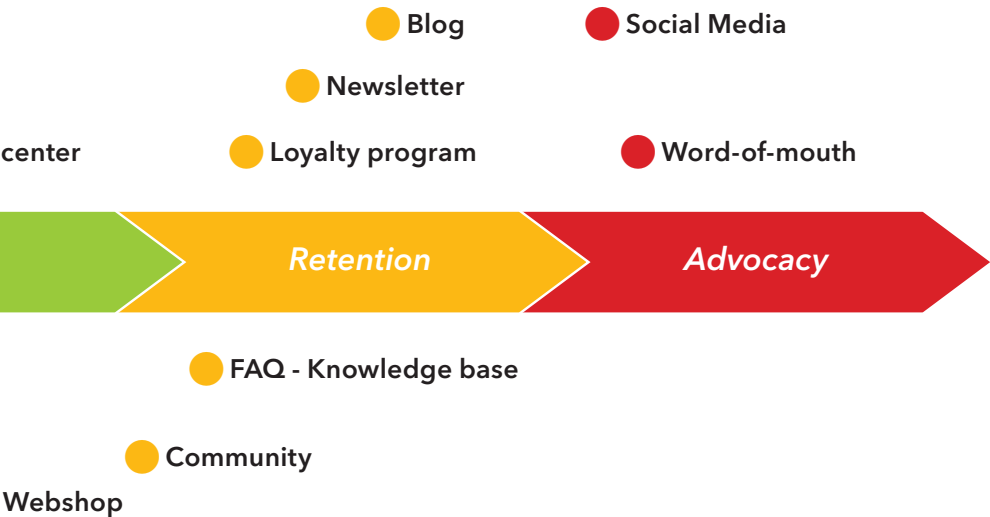 Blog
Social Media
Newsletter
center
Loyalty program
Word-of-mouth
Retention
Advocacy
FAQ - Knowledge base
Community
Webshop